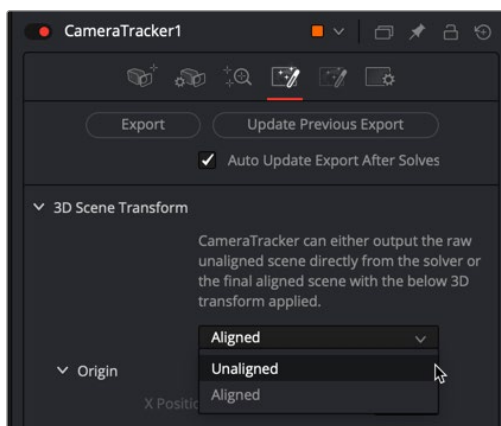 CameraTracker1
Export
Update Previous Export
Auto Update Export After Solves
3D Scene Transform
CameraTracker can either output the raw
unaligned scene directly from the solver or
the final aligned scene with the below 3D
transform applied.
Aligned
Origin
Unaligned
Aligned
X